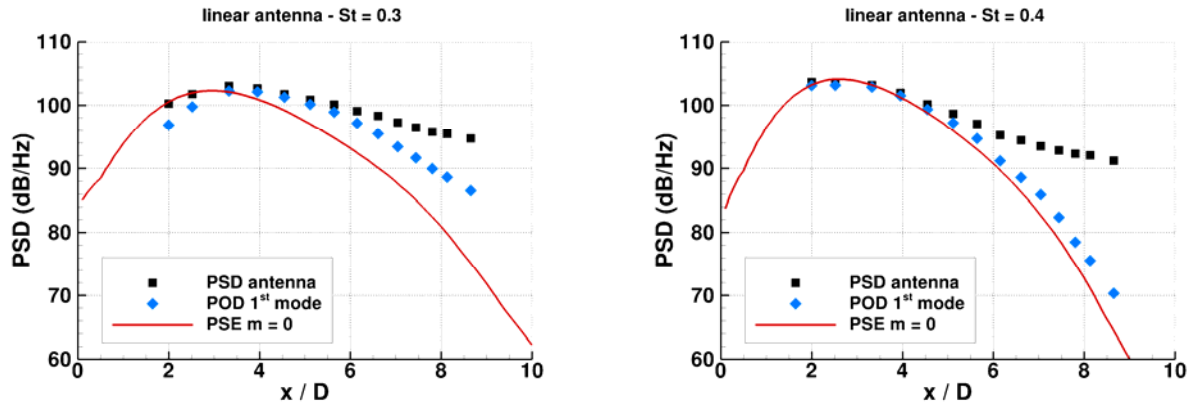 linear antenna - St = 0.3
110
100
90
80
70
60
PSD (dB/Hz)
PSD antenna
POD 1st mode
PSE m = 0
0 2 4 6 8 10
x / D
linear antenna - St = 0.4
110
100
90
80
70
60
PSD (dB/Hz)
PSD antenna
POD 1st mode
PSE m = 0
0 2 4 6 8 10
x / D